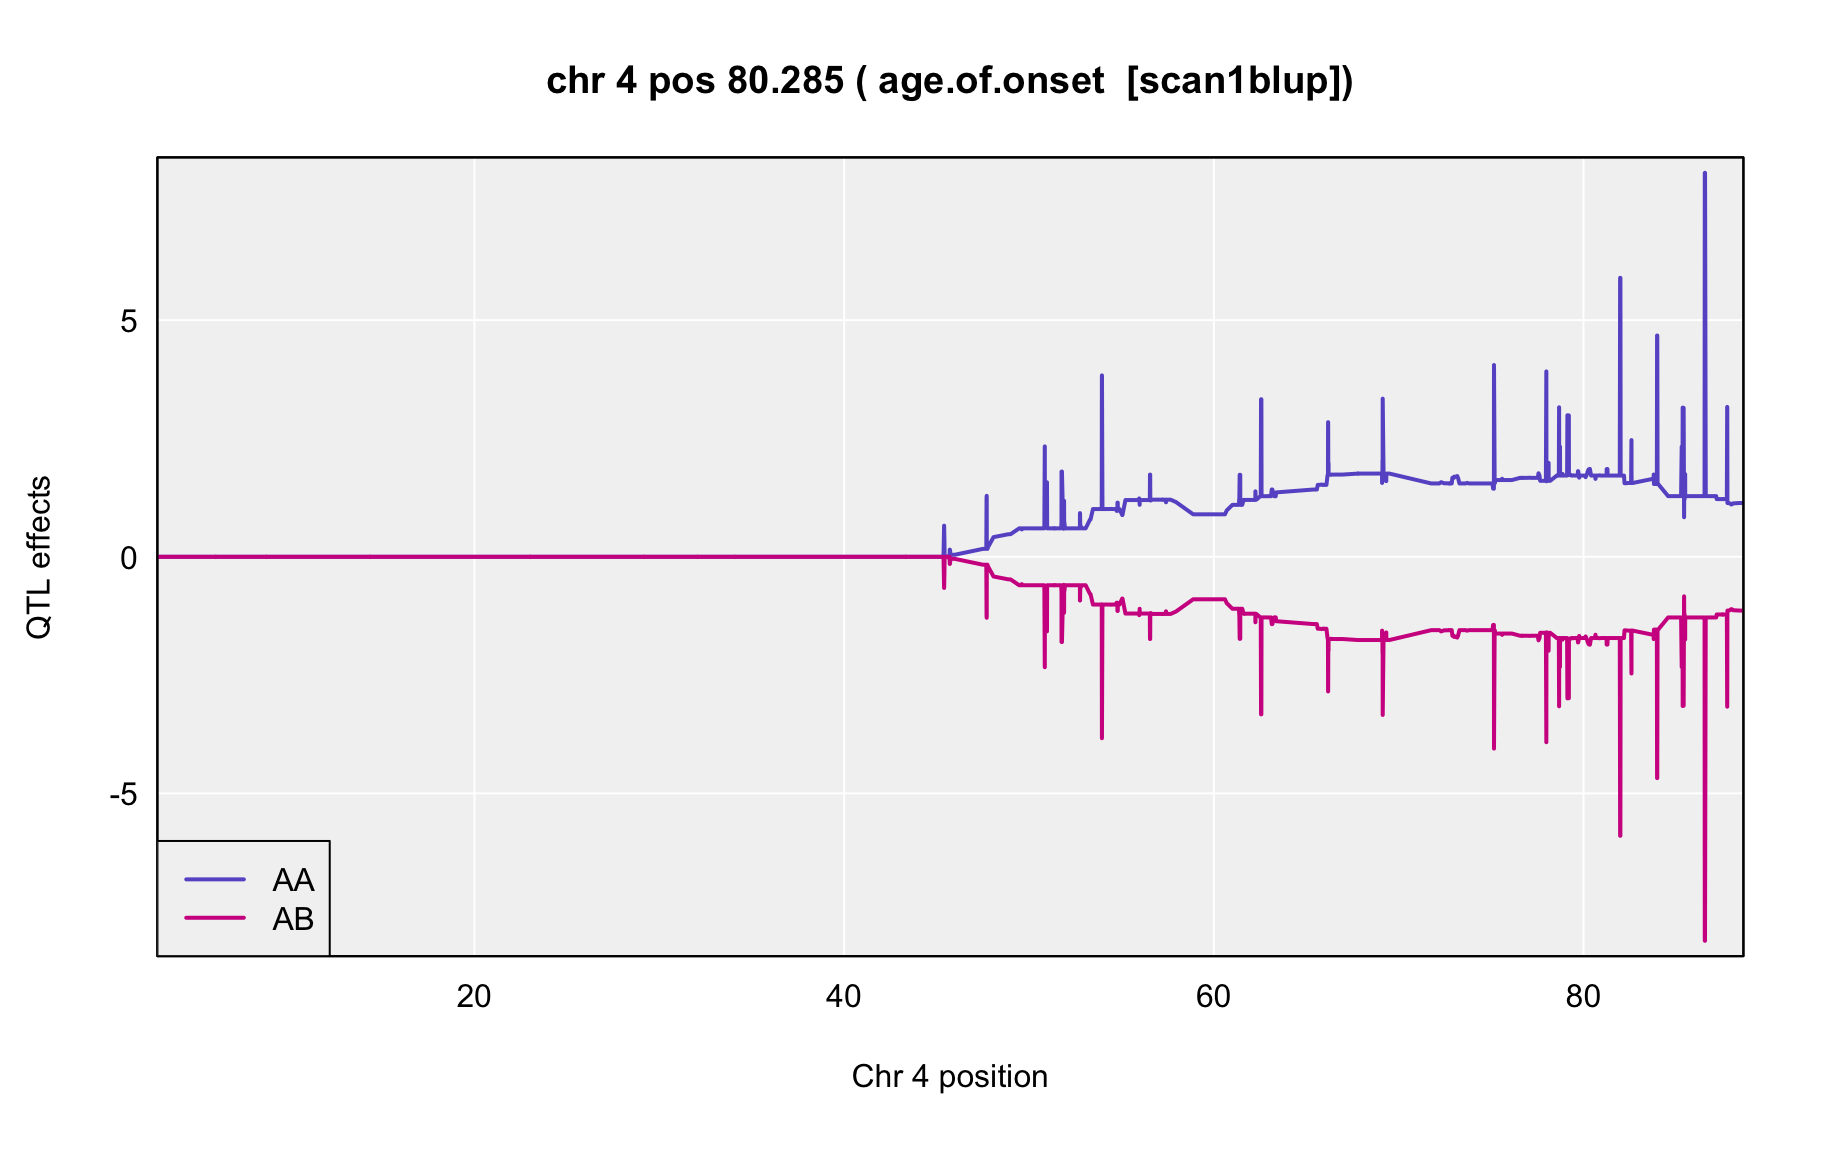 chr 4 pos 80.285 ( age.of.onset  [scan1blup])
QTL effects
5
0
-5
AA
AB
20 40 60 80
Chr 4 position